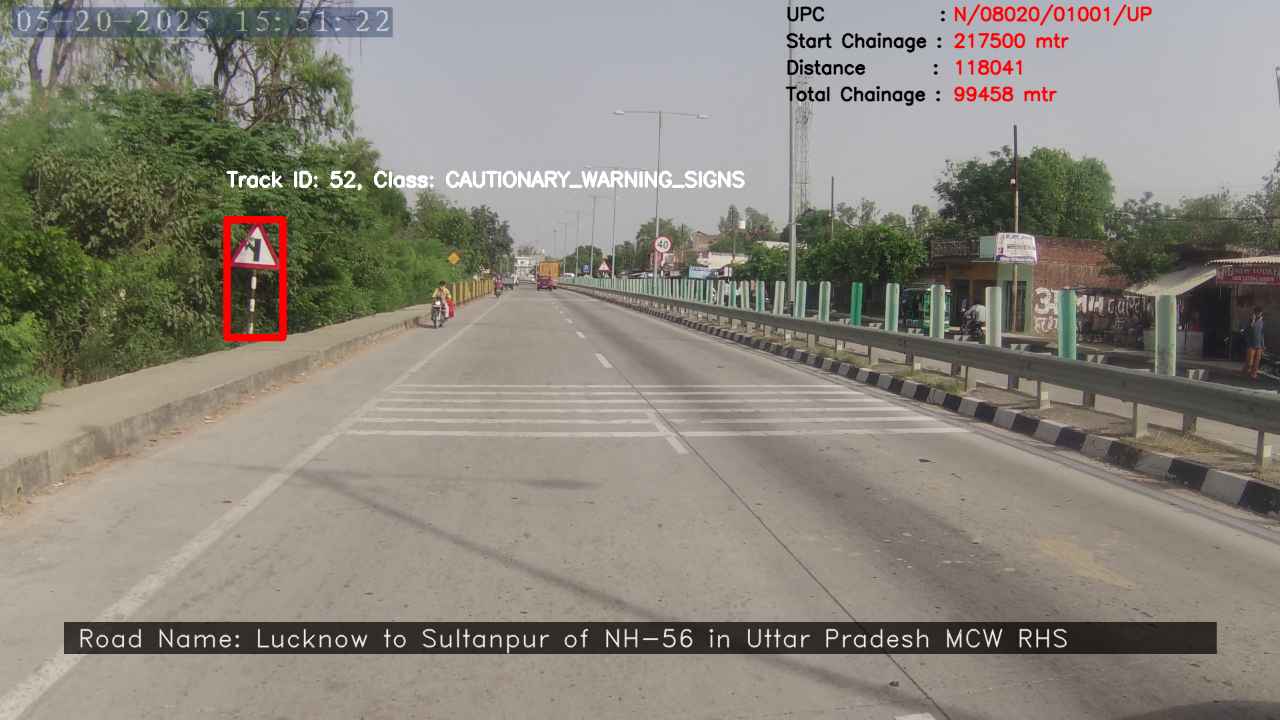 05-20-2025 15:51:22
UPC : N/08020/01001/UP
Start Chainage : 217500 mtr
Distance : 118041
Total Chainage : 99458 mtr
Track ID: 52, Class: CAUTIONARY_WARNING_SIGNS
40
Road Name: Lucknow to Sultanpur of NH-56 in Uttar Pradesh MCW RHS